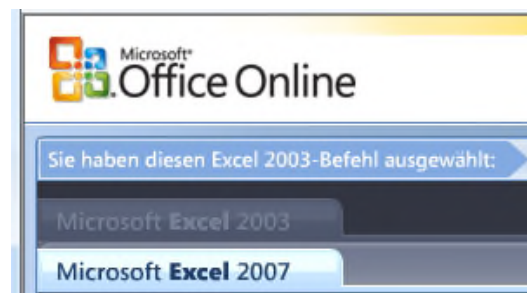 Microsoft®
Office Online
Sie haben diesen Excel 2003-Befehl ausgewählt:
Microsoft Excel 2003
Microsoft Excel 2007